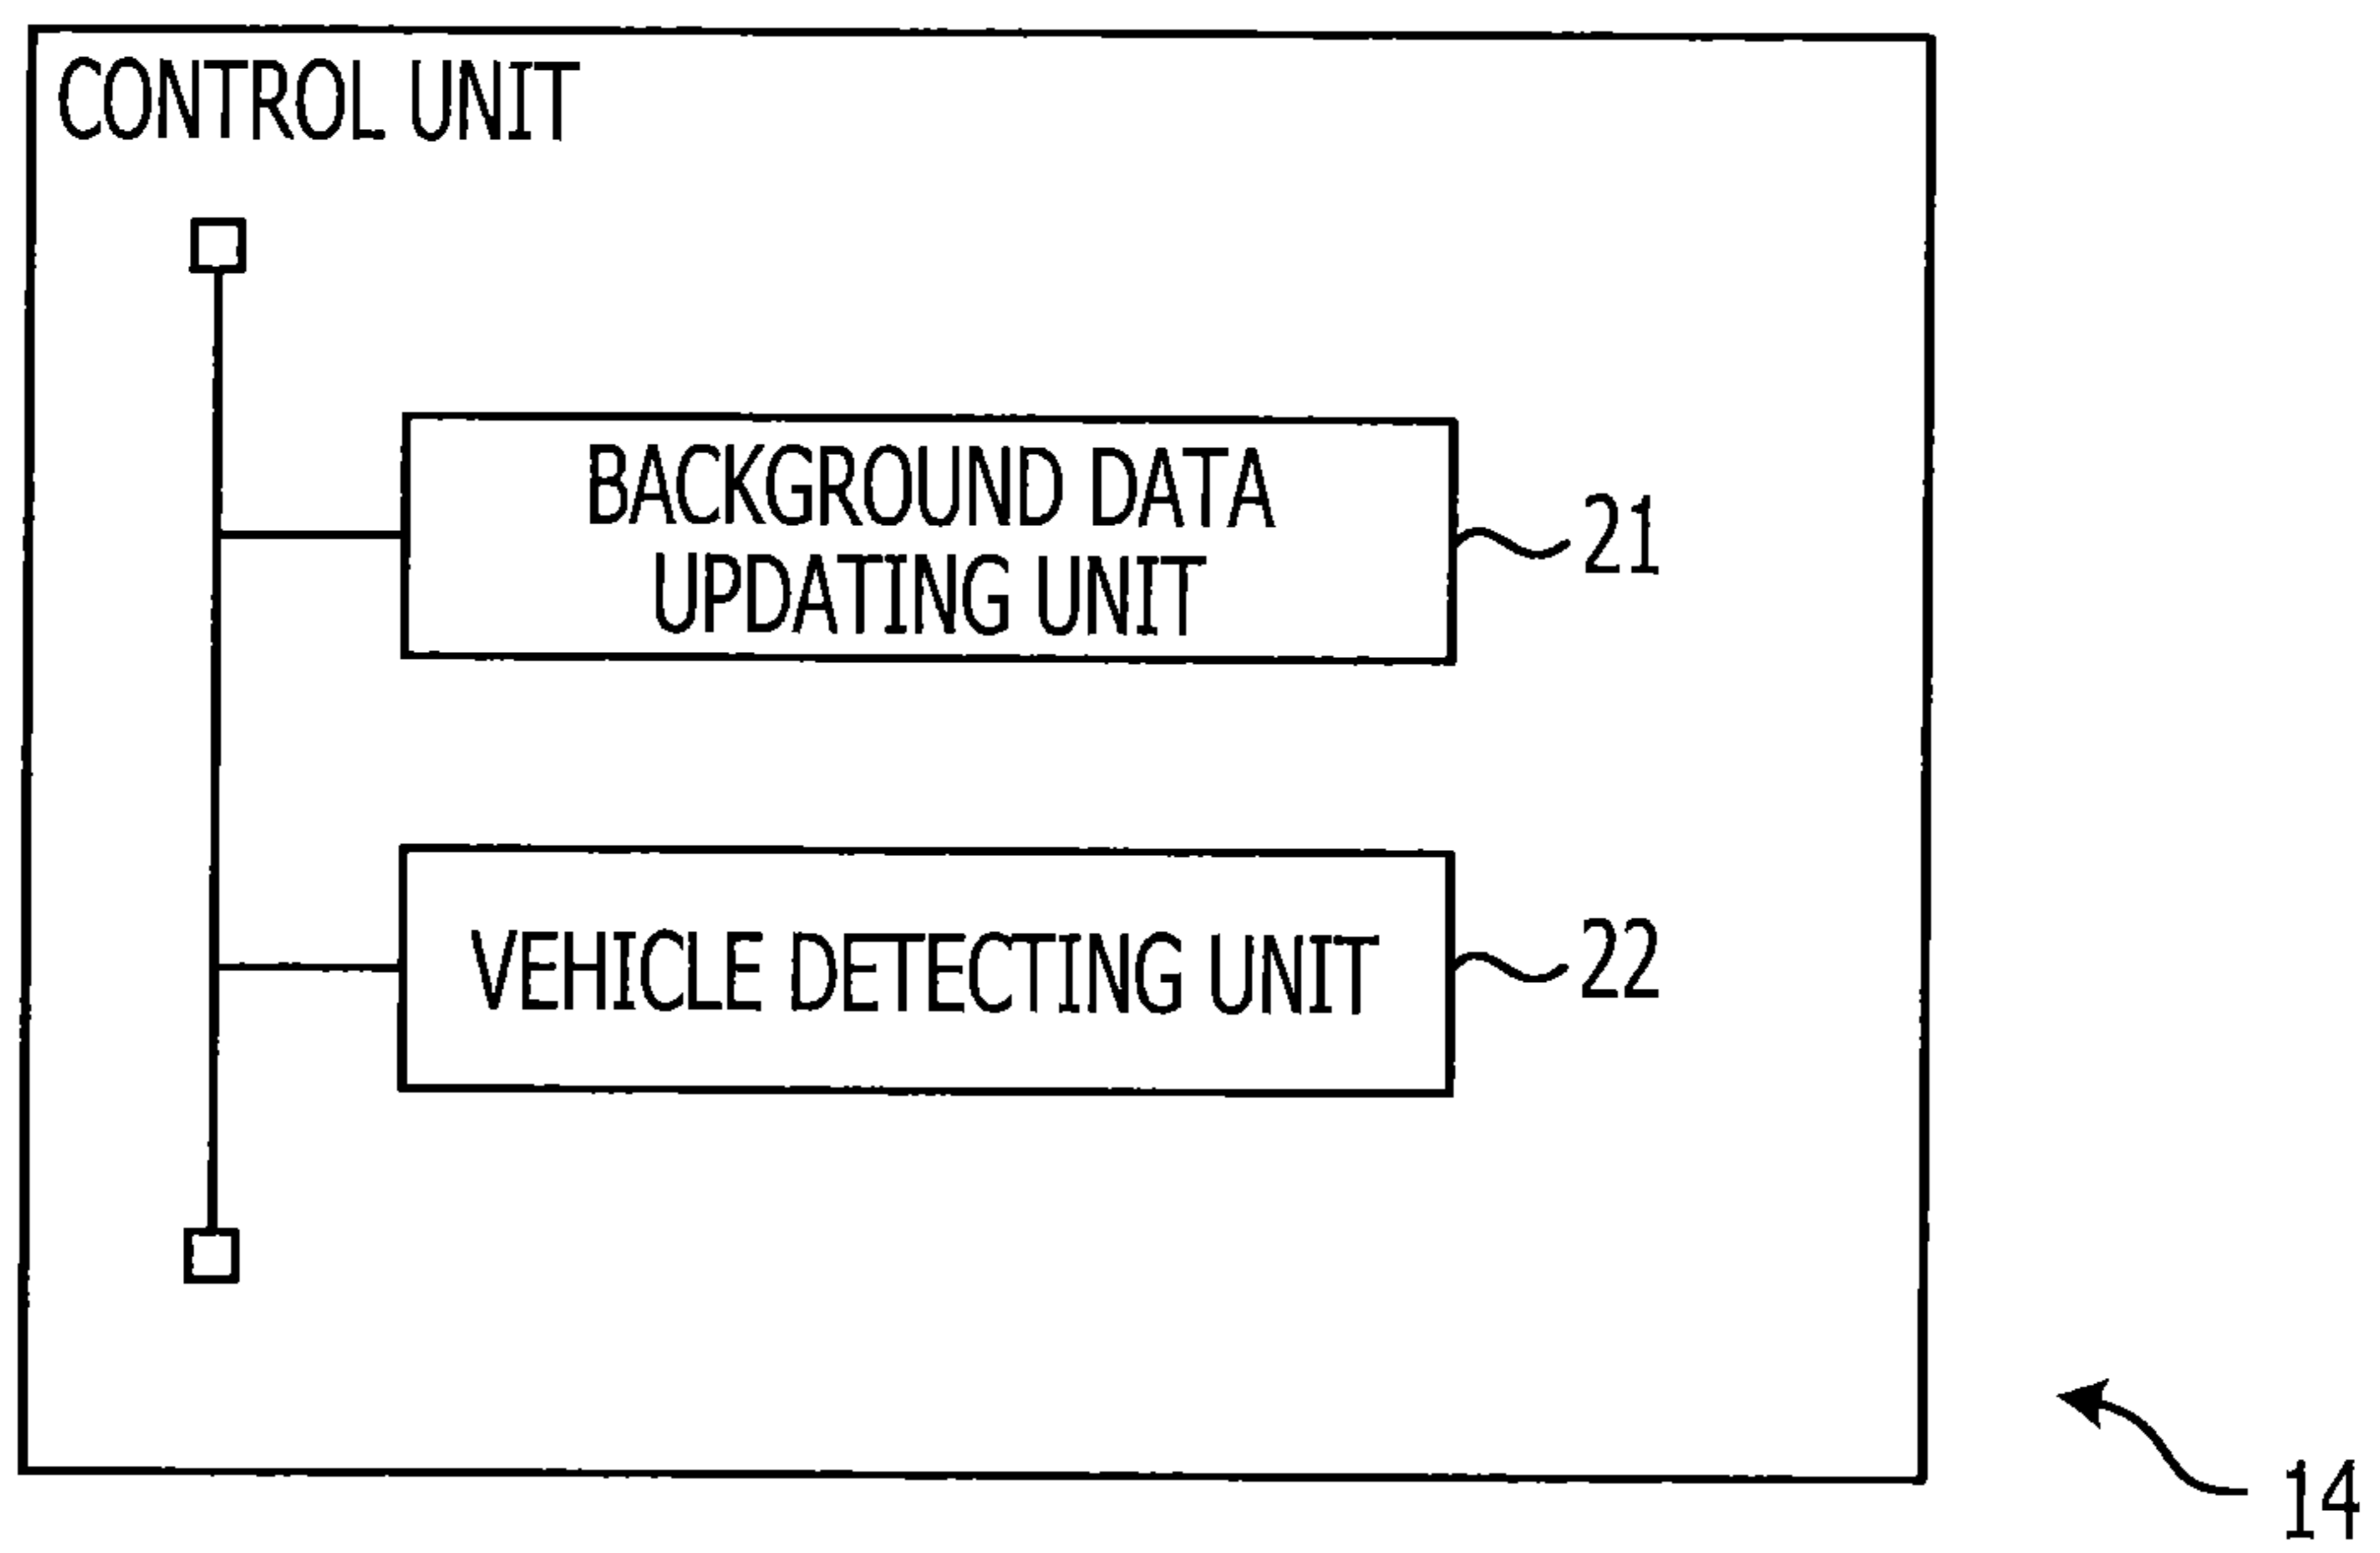 CONTROL UNIT
BACKGROUND DATA
UPDATING UNIT
21
VEHICLE DETECTING UNIT
22
14